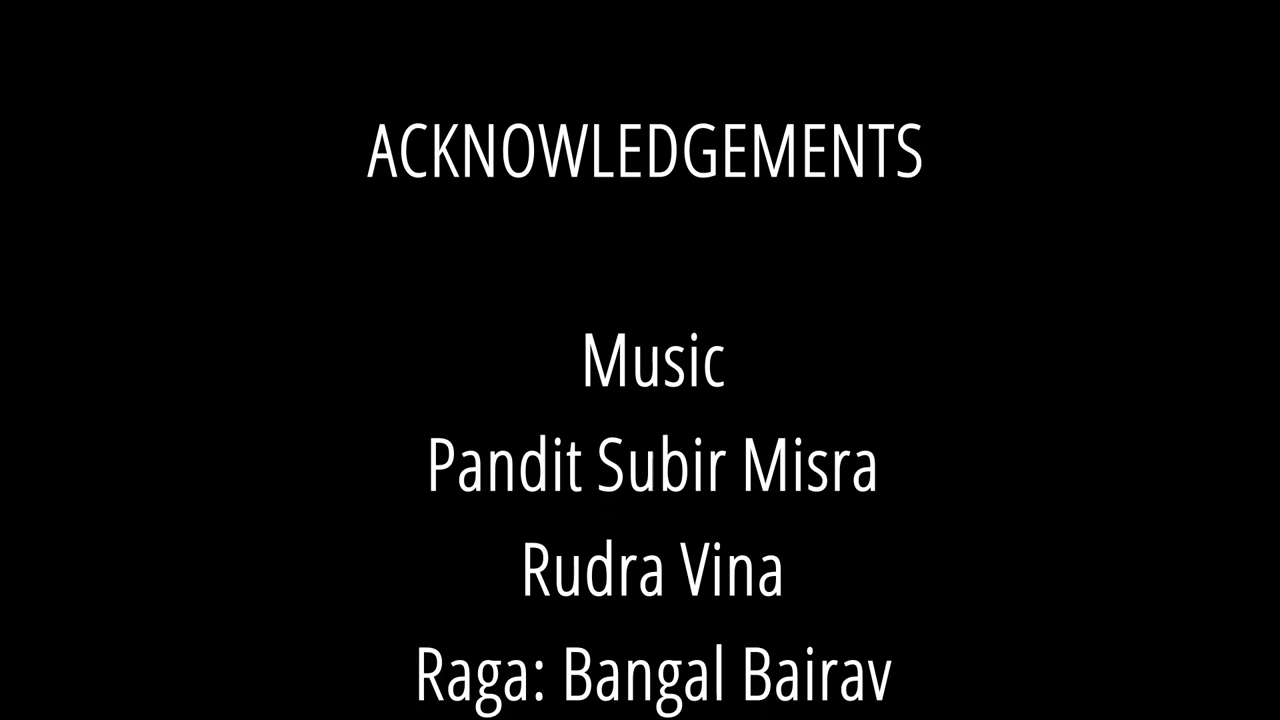 ACKNOWLEDGEMENTS
Music
Pandit Subir Misra
Rudra Vina
Raga: Bangal Bairav